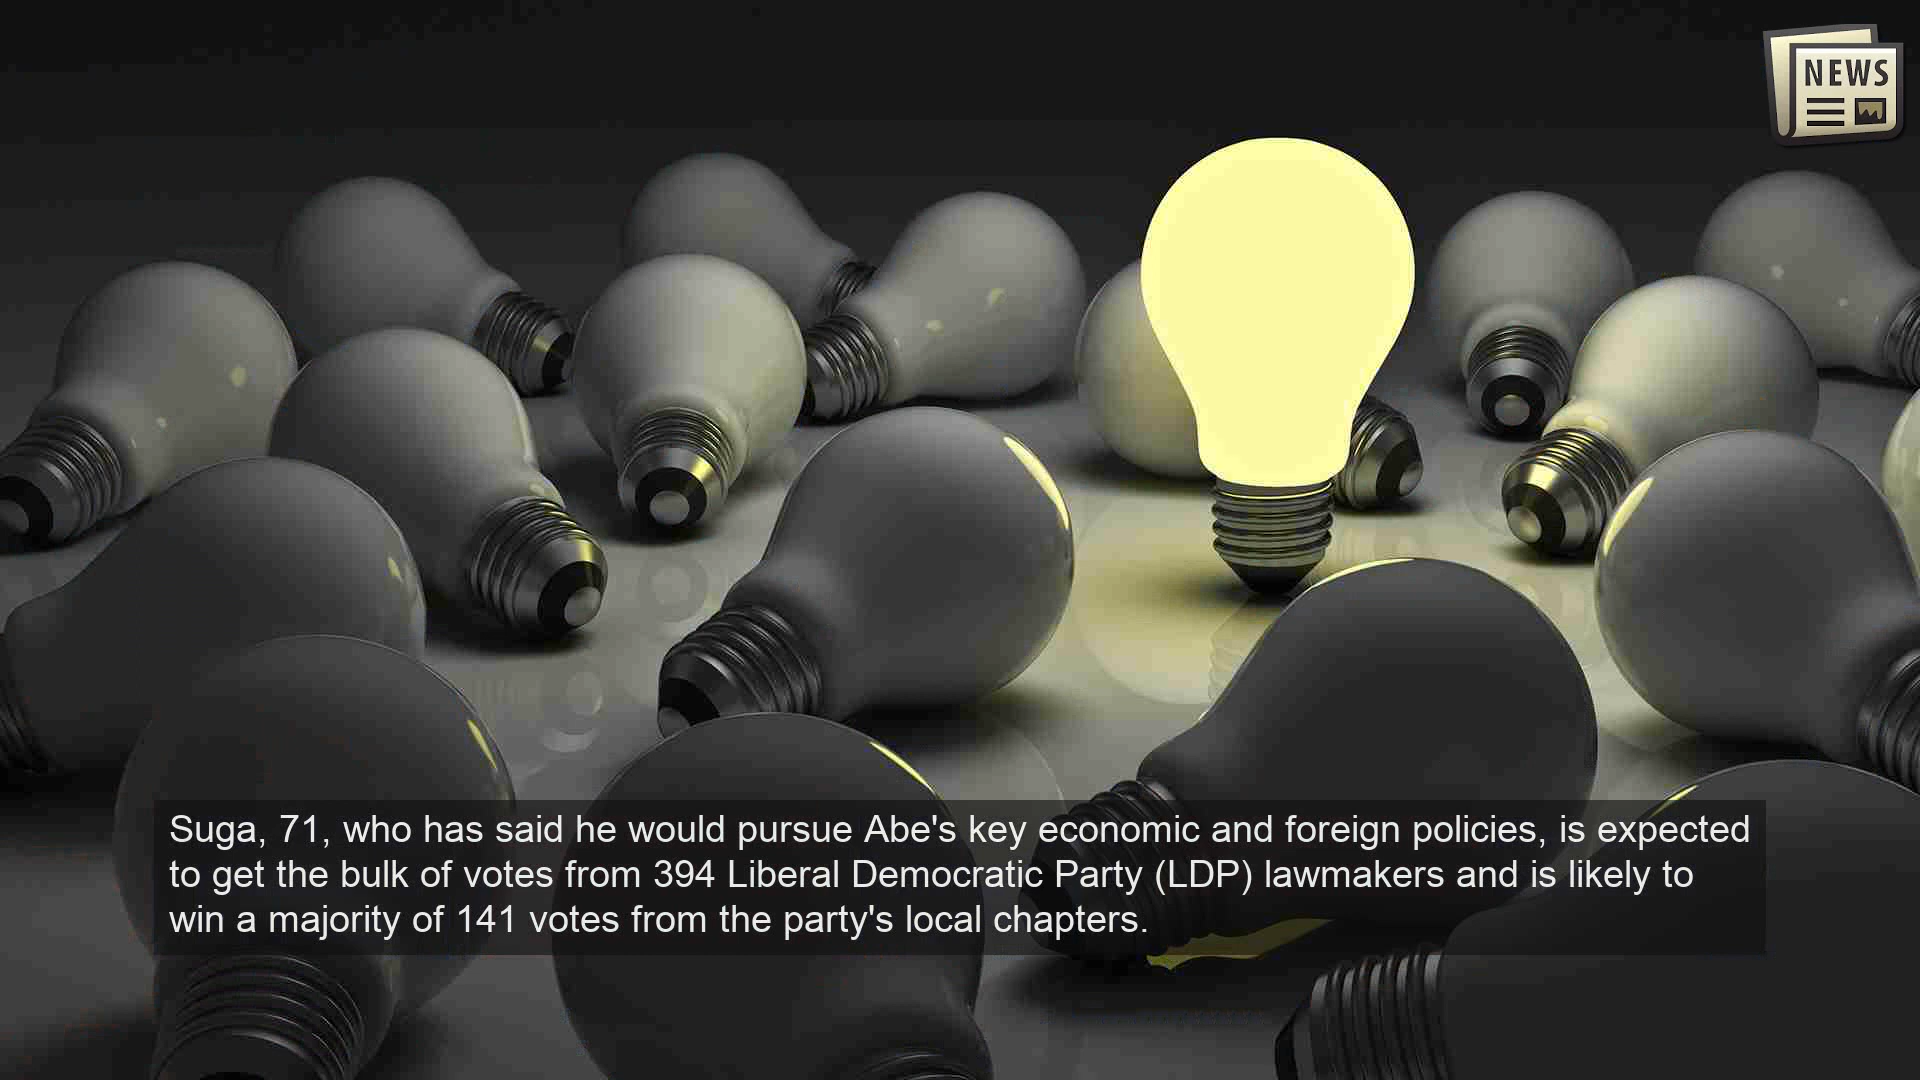 NEWS
Suga, 71, who has said he would pursue Abe's key economic and foreign policies, is expected
to get the bulk of votes from 394 Liberal Democratic Party (LDP) lawmakers and is likely to
win a majority of 141 votes from the party's local chapters.